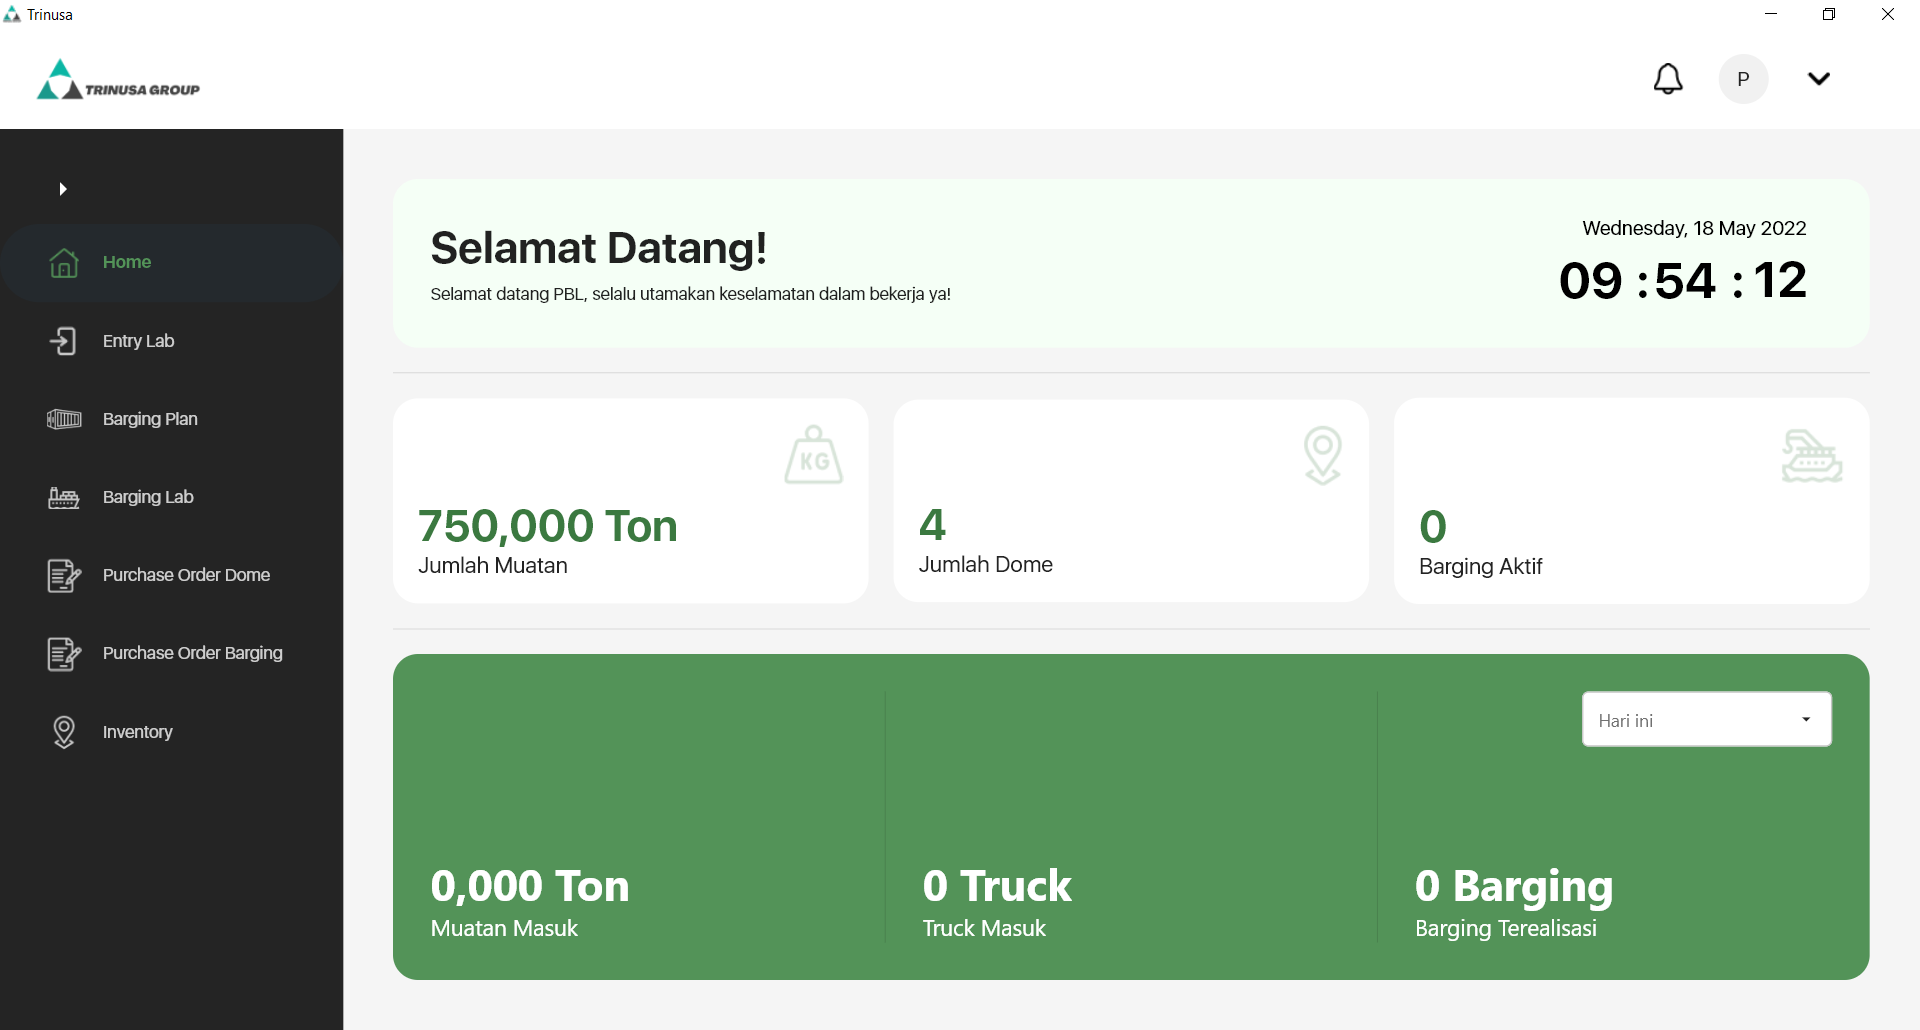 Trinusa
TRINUSA GROUP
P
Home
Entry Lab
Barging Plan
Barging Lab
Purchase Order Dome
Purchase Order Barging
Inventory
Selamat Datang!
Selamat datang PBL, selalu utamakan keselamatan dalam bekerja ya!
Wednesday, 18 May 2022
09 : 54 : 12
KG
750,000 Ton
Jumlah Muatan
4
Jumlah Dome
0
Barging Aktif
Hari ini
0,000 Ton
Muatan Masuk
0 Truck
Truck Masuk
0 Barging
Barging Terealisasi